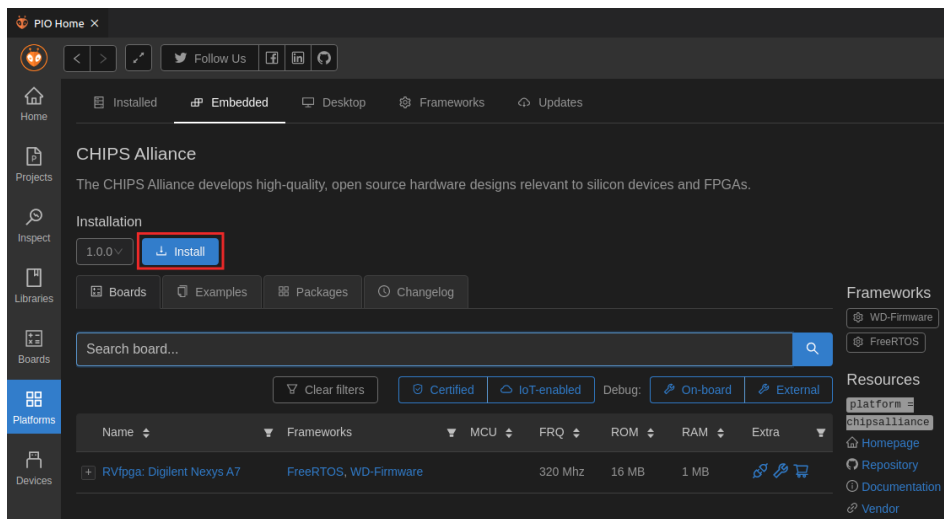 PIO Home
Follow Us
Home
Projects
Inspect
Libraries
Boards
Platforms
Devices
Installed Embedded Desktop Frameworks Updates
CHIPS Alliance
The CHIPS Alliance develops high-quality, open source hardware designs relevant to silicon devices and FPGAs.
Installation
1.0.0 Install
Boards Examples Packages Changelog
Search board...
Clear filters Certified IoT-enabled Debug: On-board External
Name Frameworks MCU FRQ ROM RAM Extra
RVfpga: Digilent Nexys A7 FreeRTOS, WD-Firmware 320 Mhz 16 MB 1 MB
Frameworks
WD-Firmware
FreeRTOS
Resources
platform =
chipsalliance
Homepage
Repository
Documentation
Vendor